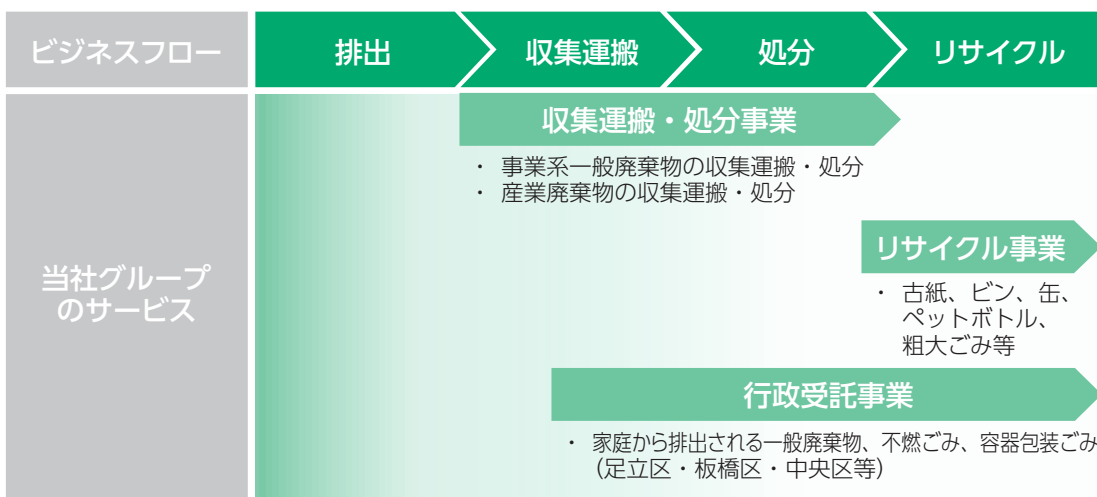 ビジネスフロー
排出
収集運搬
処分
リサイクル
当社グループ
のサービス
収集運搬・処分事業
・ 事業系一般廃棄物の収集運搬・処分
・ 産業廃棄物の収集運搬・処分
リサイクル事業
・ 古紙、ビン、缶、
ペットボトル、
粗大ごみ等
行政受託事業
・ 家庭から排出される一般廃棄物、不燃ごみ、容器包装ごみ
（足立区・板橋区・中央区等）